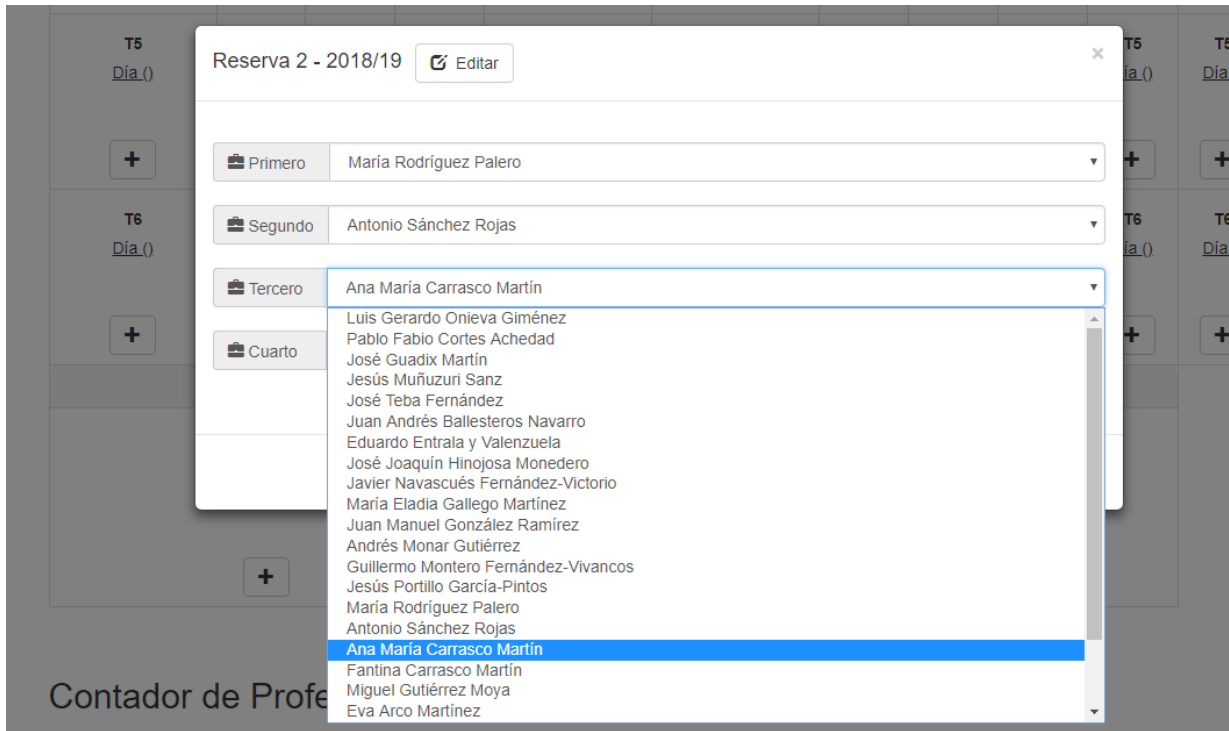 T5
Día ()
T6
Día ()
Reserva 2 - 2018/19 Editar ×
Primero María Rodríguez Palero
Segundo Antonio Sánchez Rojas
Tercero Ana María Carrasco Martín
Cuarto
Luis Gerardo Onieva Giménez
Pablo Fabio Cortes Achedad
José Guadix Martín
Jesús Muñuzuri Sanz
José Teba Fernández
Juan Andrés Ballesteros Navarro
Eduardo Entrala y Valenzuela
José Joaquín Hinojosa Monedero
Javier Navascués Fernández-Victorio
María Eladia Gallego Martínez
Juan Manuel González Ramírez
Andrés Monar Gutiérrez
Guillermo Montero Fernández-Vivancos
Jesús Portillo García-Pintos
María Rodríguez Palero
Antonio Sánchez Rojas
Ana María Carrasco Martín
Fantina Carrasco Martín
Miguel Gutiérrez Moya
Eva Arco Martínez
T5 T5
ía () Día
T6 T6
ía () Día
Contador de Profe